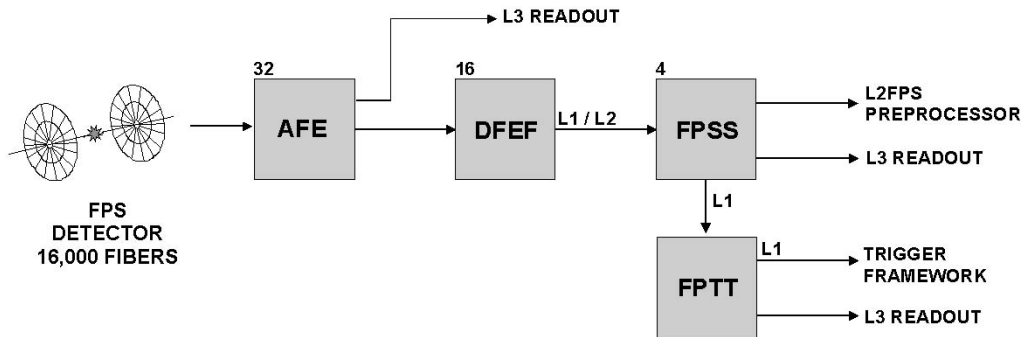 L3 READOUT
32
16
4
AFE
DFEF
L1 / L2
FPSS
L2FPS
PREPROCESSOR
L3 READOUT
FPS
DETECTOR
16,000 FIBERS
L1
FPTT
L1
TRIGGER
FRAMEWORK
L3 READOUT